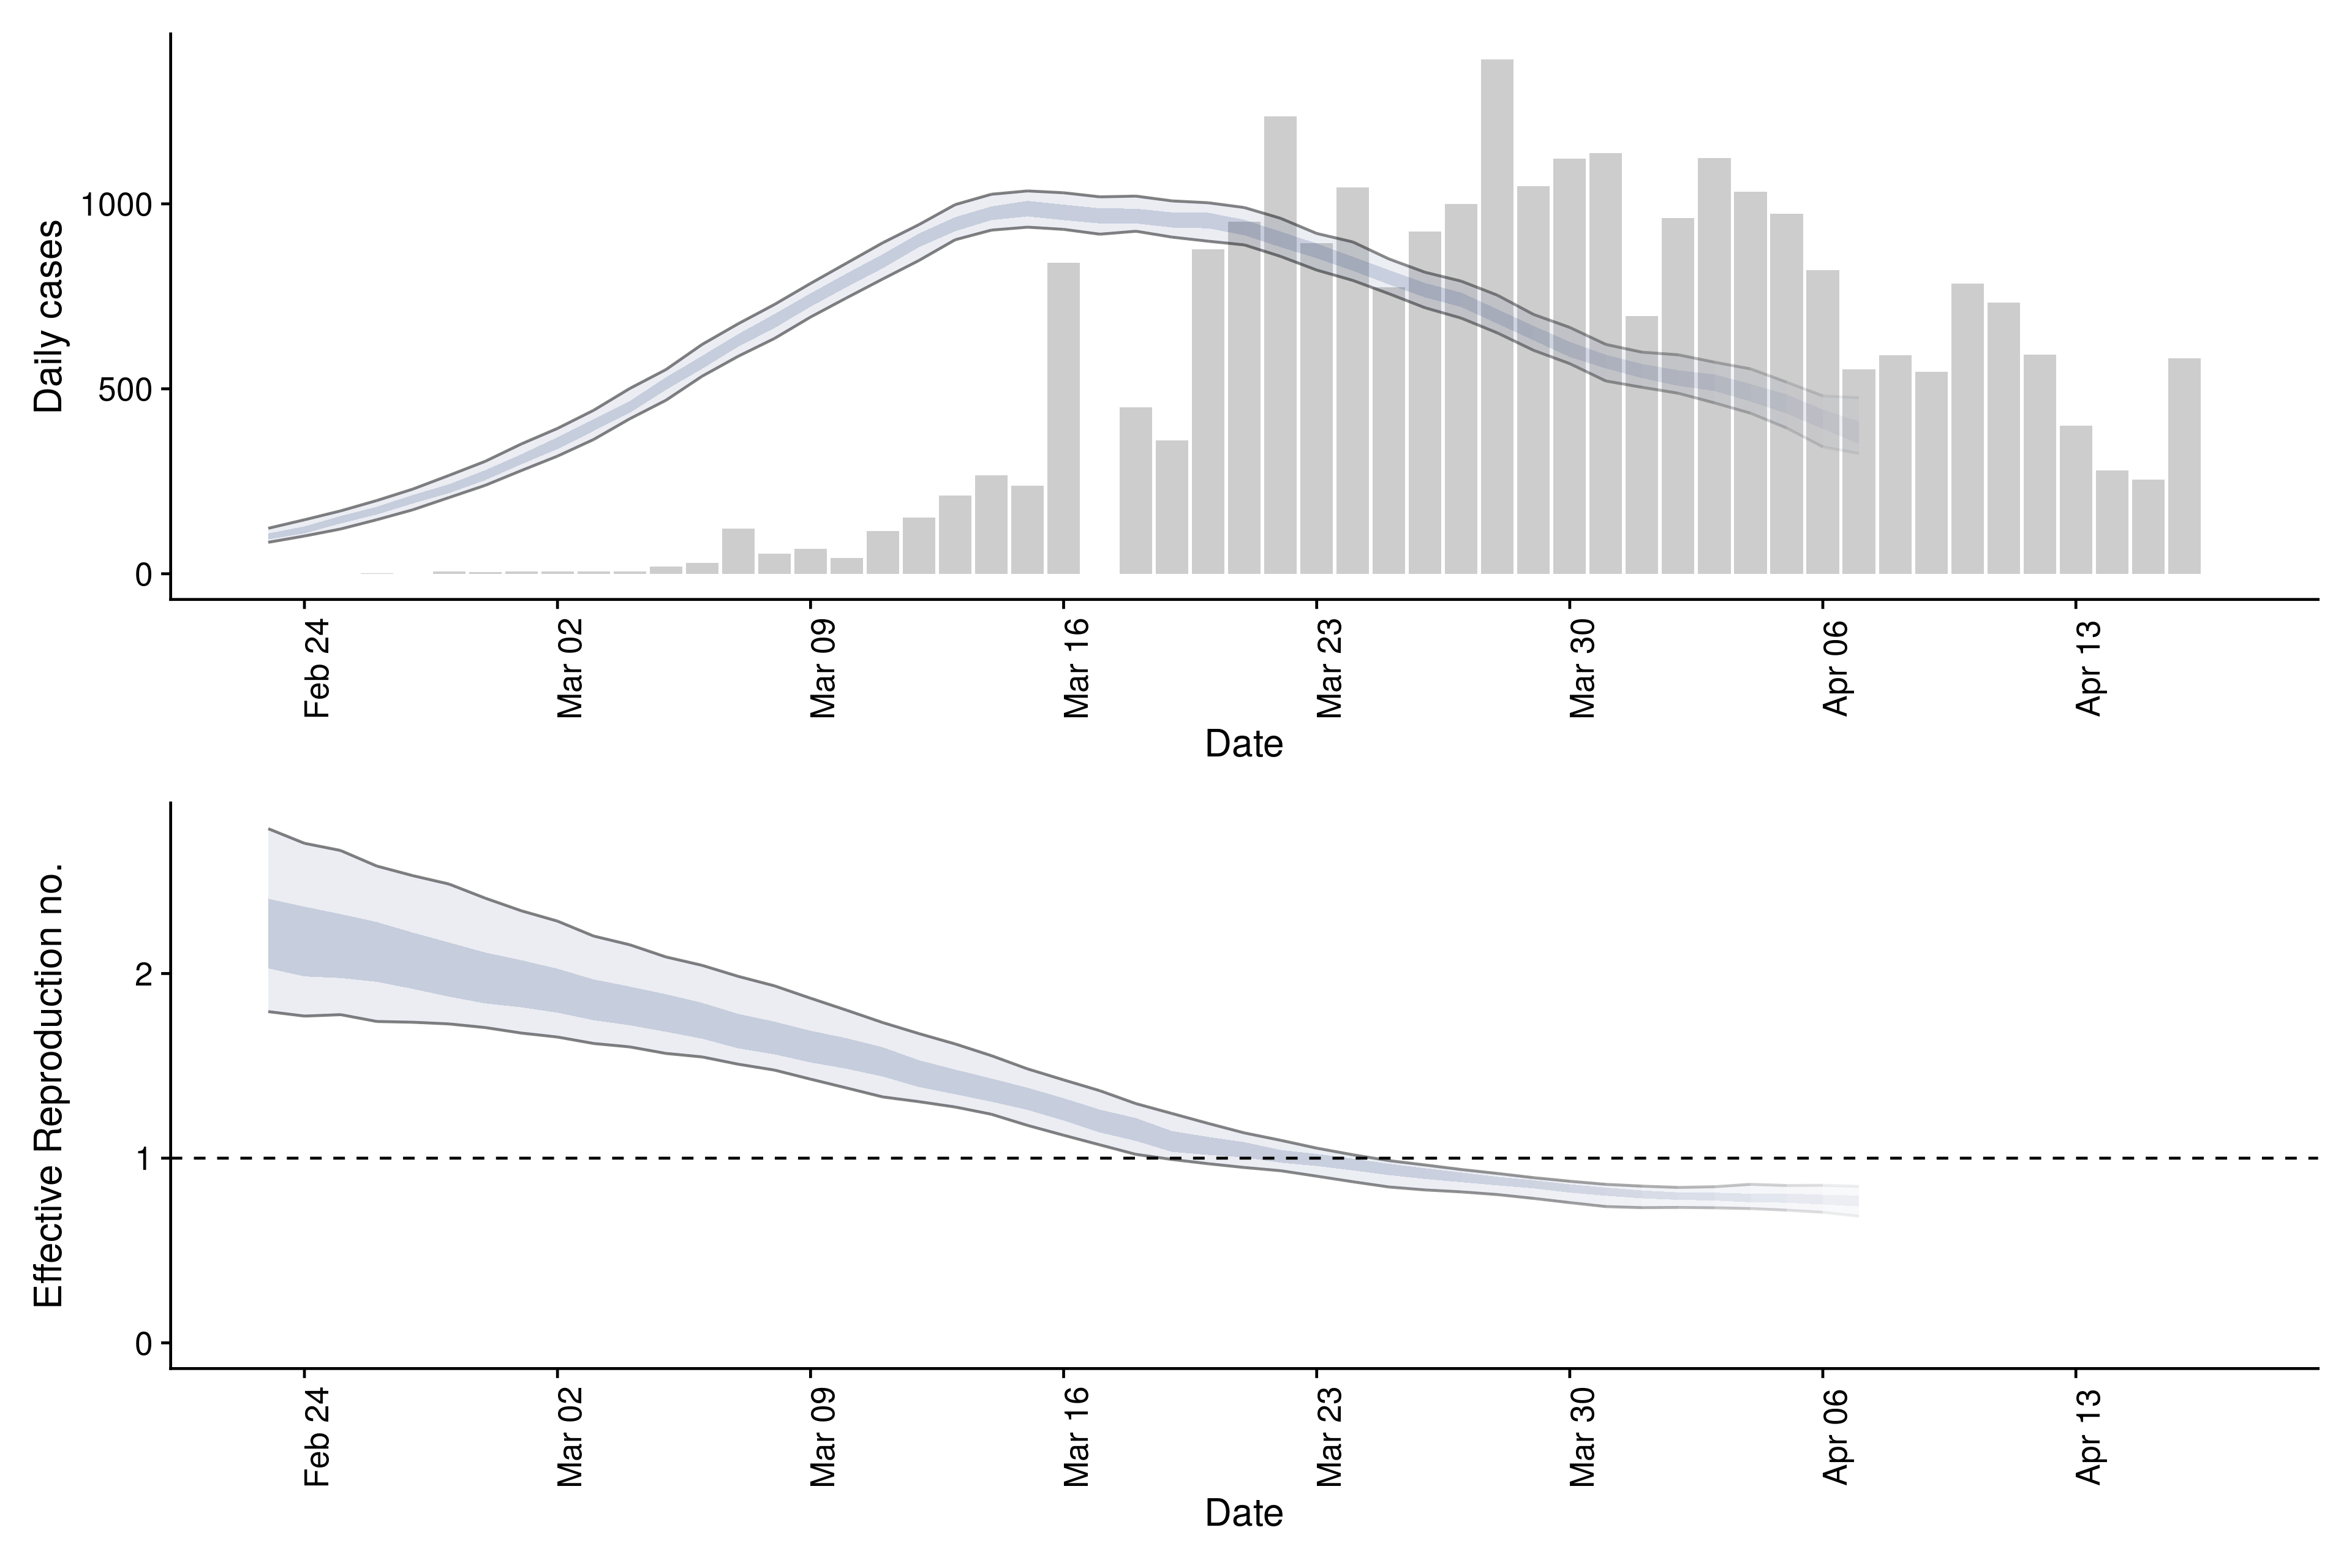 Daily cases
1000
500
0
Feb 24
Mar 02
Mar 09
Mar 16
Mar 23
Mar 30
Apr 06
Apr 13
Date
Effective Reproduction no.
2
1
0
Feb 24
Mar 02
Mar 09
Mar 16
Mar 23
Mar 30
Apr 06
Apr 13
Date